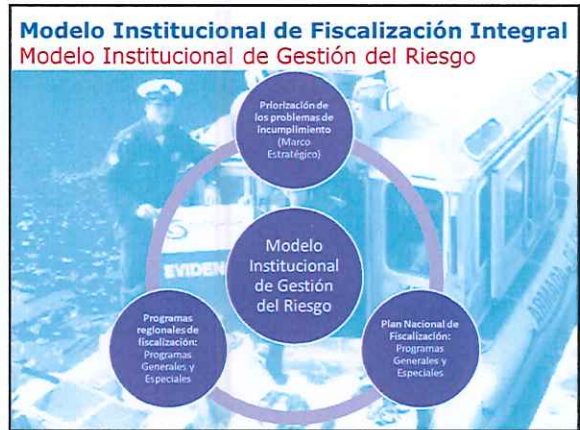 Modelo Institucional de Fiscalización Integral
Modelo Institucional de Gestión del Riesgo
Priorización de
los problemas de
incumplimiento
(Marco
Estratégico)
EVIDEN
Modelo
Institucional
de Gestión
del Riesgo
Programas
regionales de
fiscalización:
Programas
Generales y
Especiales
Plan Nacional de
Fiscalización:
Programas
Generales y
Especiales
ARMADA